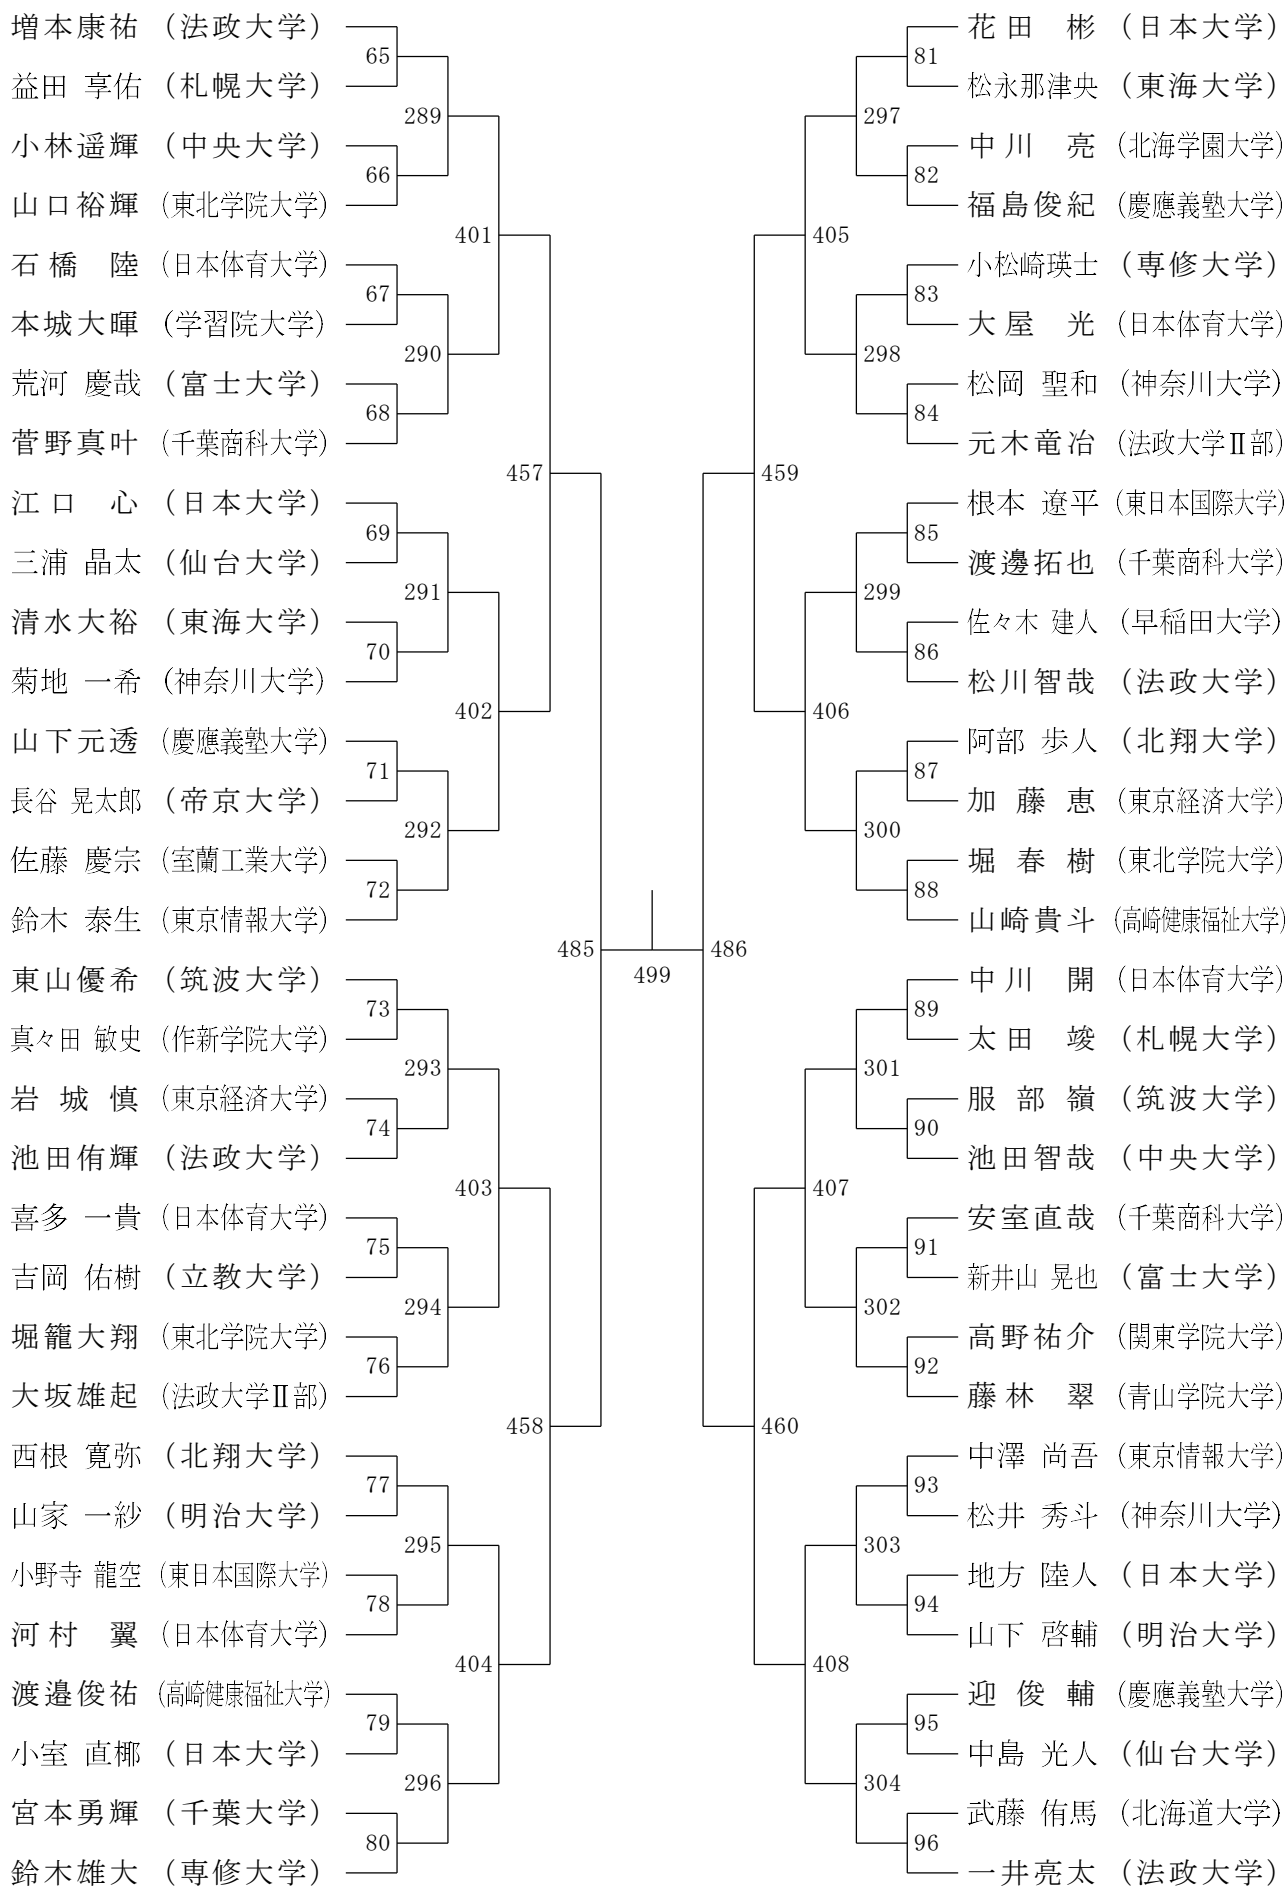 増本康祐 (法政大学)
65
益田 享佑 (札幌大学)
289
小林遥輝 (中央大学)
66
山口裕輝 (東北学院大学)
401
石橋 陸 (日本体育大学)
67
本城大暉 (学習院大学)
290
荒河 慶哉 (富士大学)
68
菅野真叶 (千葉商科大学)
457
江口 心 (日本大学)
69
三浦 晶太 (仙台大学)
291
清水大裕 (東海大学)
70
菊地 一希 (神奈川大学)
402
山下元透 (慶應義塾大学)
71
長谷 晃太郎 (帝京大学)
292
佐藤 慶宗 (室蘭工業大学)
72
鈴木 泰生 (東京情報大学)
485
東山優希 (筑波大学)
73
真々田 敏史 (作新学院大学)
293
岩城慎 (東京経済大学)
74
池田侑輝 (法政大学)
403
喜多 一貴 (日本体育大学)
75
吉岡 佑樹 (立教大学)
294
堀籠大翔 (東北学院大学)
76
大坂雄起 (法政大学Ⅱ部)
458
西根 寛弥 (北翔大学)
77
山家 一紗 (明治大学)
295
小野寺 龍空 (東日本国際大学)
78
河村 翼 (日本体育大学)
404
渡邉俊祐 (高崎健康福祉大学)
79
小室 直椰 (日本大学)
296
宮本勇輝 (千葉大学)
80
鈴木雄大 (専修大学)
499
花田 彬 (日本大学)
81
松永那津央 (東海大学)
297
中川 亮 (北海学園大学)
82
福島俊紀 (慶應義塾大学)
405
小松崎瑛士 (専修大学)
83
大屋 光 (日本体育大学)
298
松岡 聖和 (神奈川大学)
84
元木竜冶 (法政大学Ⅱ部)
459
根本 遼平 (東日本国際大学)
85
渡邊拓也 (千葉商科大学)
299
佐々木 建人 (早稲田大学)
86
松川智哉 (法政大学)
406
阿部 歩人 (北翔大学)
87
加藤恵 (東京経済大学)
300
堀春樹 (東北学院大学)
88
山崎貴斗 (高崎健康福祉大学)
486
中川 開 (日本体育大学)
89
太田 竣 (札幌大学)
301
服部嶺 (筑波大学)
90
池田智哉 (中央大学)
407
安室直哉 (千葉商科大学)
91
新井山 晃也 (富士大学)
302
高野祐介 (関東学院大学)
92
藤林 翠 (青山学院大学)
460
中澤 尚吾 (東京情報大学)
93
松井 秀斗 (神奈川大学)
303
地方 陸人 (日本大学)
94
山下 啓輔 (明治大学)
408
迎俊輔 (慶應義塾大学)
95
中島 光人 (仙台大学)
304
武藤 侑馬 (北海道大学)
96
一井亮太 (法政大学)